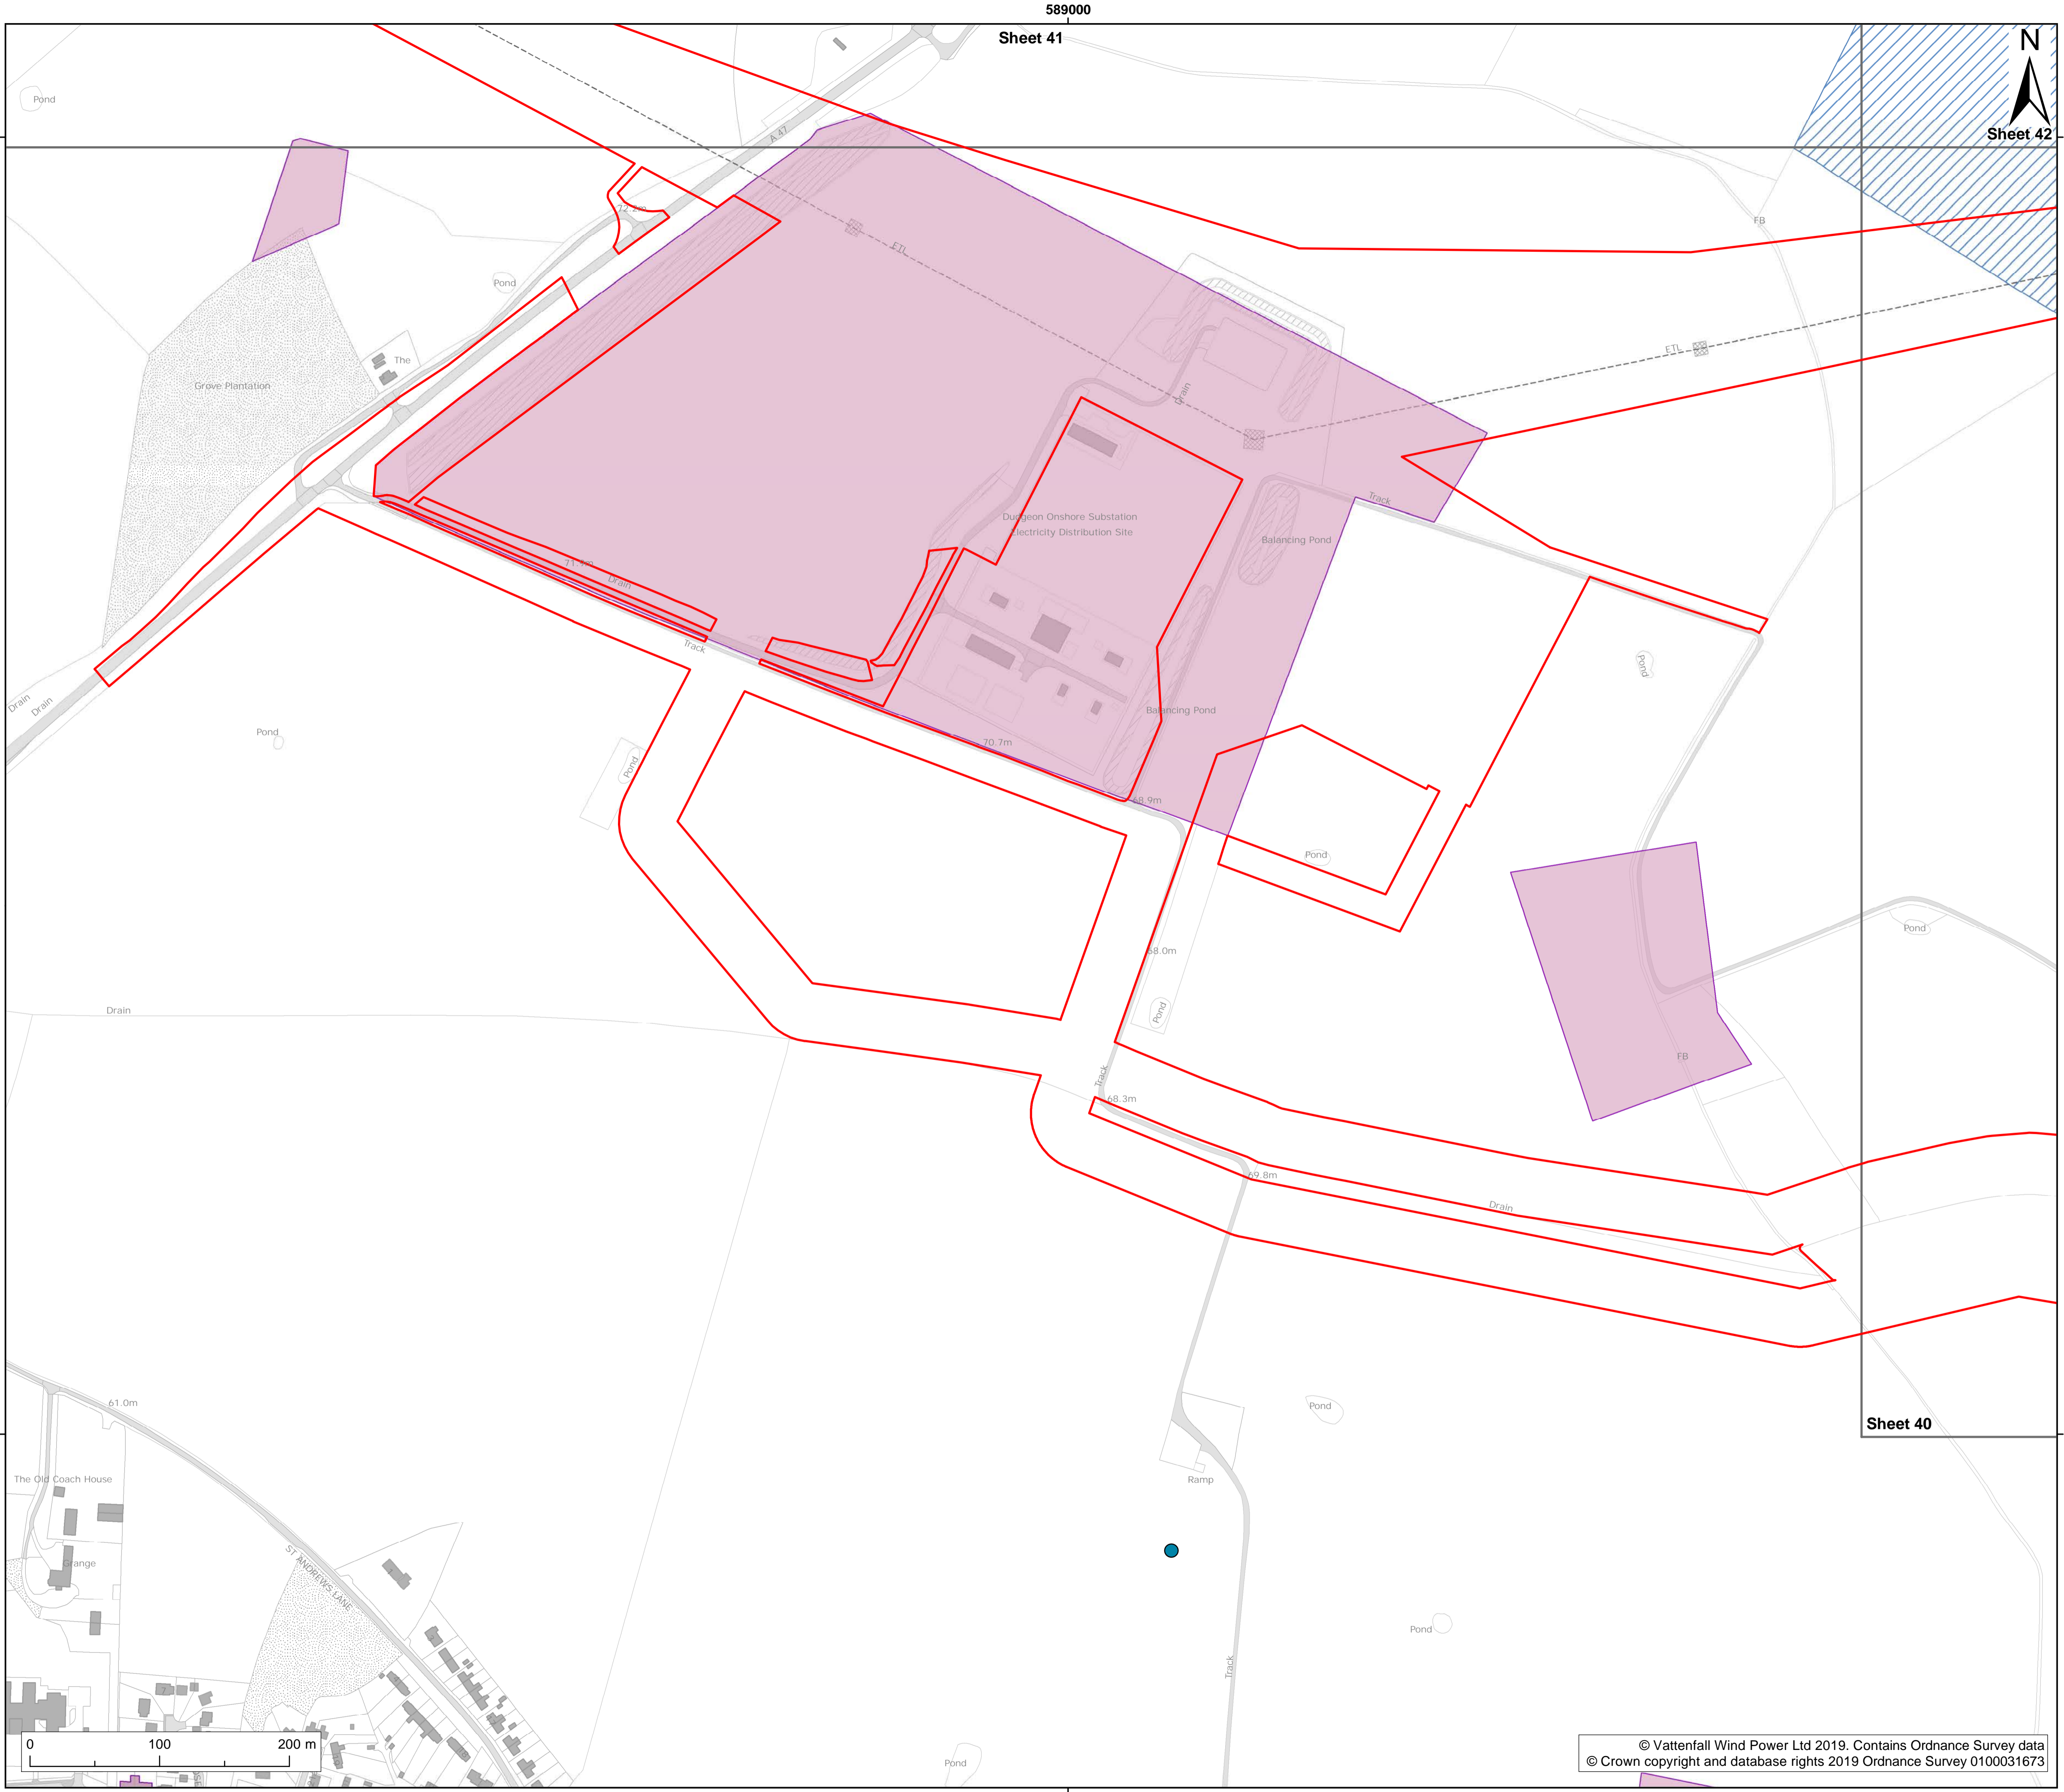 589000
Sheet 41
N
Sheet 42
Pond
A 47
72.2m
FB
ETL
Pond
ETL
The
Grove Plantation
Drain
Track
Dudgeon Onshore Substation
Electricity Distribution Site
Balancing Pond
71.1m
Drain
Track
Pond
Drain
Drain
Balancing Pond
Pond
70.7m
Pond
68.9m
Pond
Pond
68.0m
Drain
Pond
FB
Track
68.3m
69.8m
Drain
61.0m
Pond
Sheet 40
The Old Coach House
Ramp
Grange
ST ANDREWS LANE
Pond
Track
Pond
0 100 200 m
© Vattenfall Wind Power Ltd 2019. Contains Ordnance Survey data
© Crown copyright and database rights 2019 Ordnance Survey 0100031673